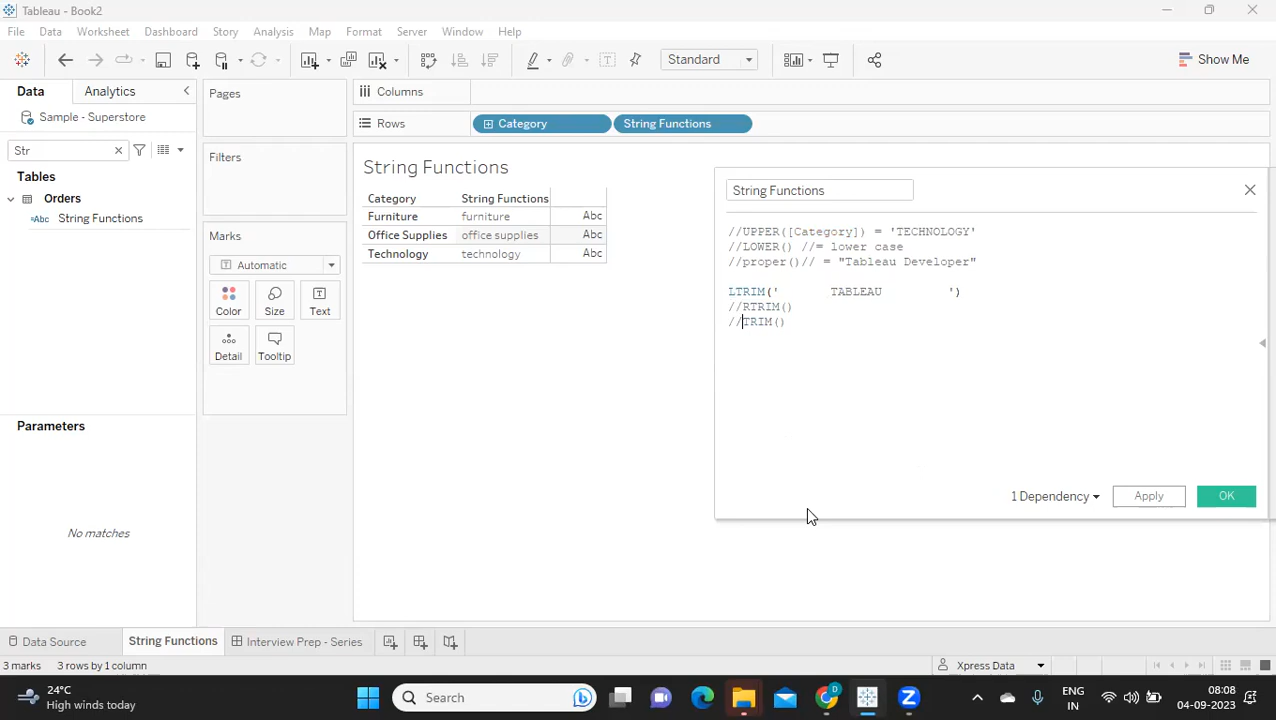 Tableau - Book2
File Data Worksheet Dashboard Story Analysis Map Format Server Window Help
Standard
Show Me
Data Analytics
Pages
Columns
Sample - Superstore
Rows Category String Functions
Str
Filters
Tables
Orders
String Functions
Marks
Automatic
Color Size Text
Detail Tooltip
Parameters
No matches
String Functions
Category String Functions
Furniture furniture Abc
Office Supplies office supplies Abc
Technology technology Abc
String Functions
//UPPER([Category]) = 'TECHNOLOGY'
//LOWER() //= lower case
//proper()// = "Tableau Developer"
LTRIM('       TABLEAU         ')
//RTRIM()
//TRIM()
1 Dependency Apply OK
Data Source String Functions Interview Prep - Series
3 marks 3 rows by 1 column Xpress Data
24°C
High winds today
Search
ENG
IN
08:08
04-09-2023